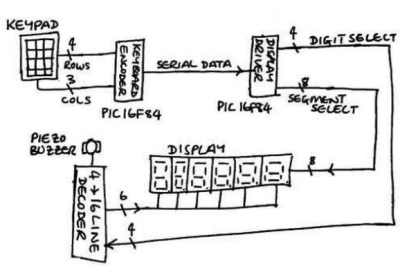 KEYPAD
4
ROWS
3
COLS
KEYBOARD
ENCODER
PIC16F84
SERIAL DATA
DISPLAY
DRIVER
PIC16F84
4
DIGIT SELECT
8
SEGMENT
SELECT
PIEZO
BUZZER
4→16 LINE
DECODER
DISPLAY
8
6
4